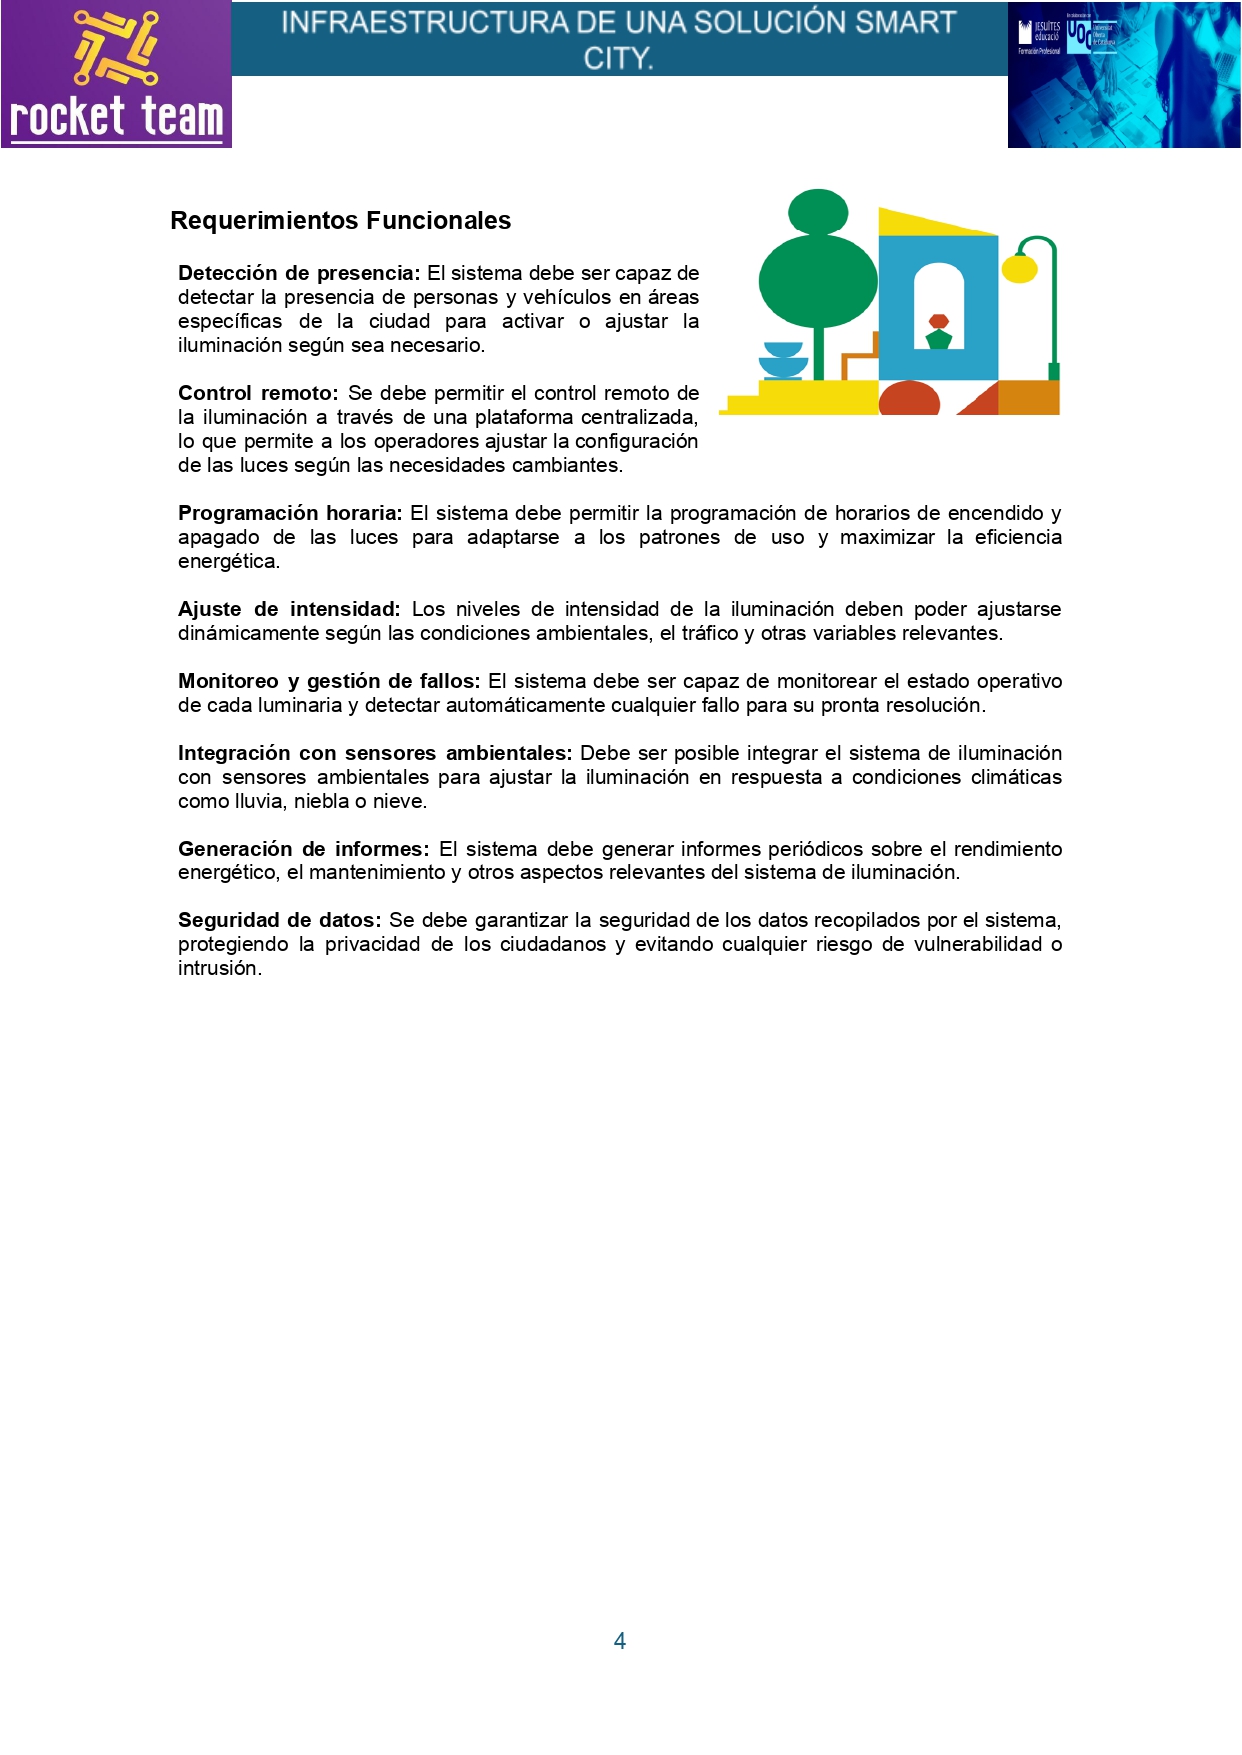 rocket team
INFRAESTRUCTURA DE UNA SOLUCIÓN SMART
CITY.
JESUÏTES
educació
Formación Profesional
En colaboración con
UOC
Universitat
Oberta
de Catalunya
Requerimientos Funcionales
Detección de presencia: El sistema debe ser capaz de
detectar la presencia de personas y vehículos en áreas
específicas de la ciudad para activar o ajustar la
iluminación según sea necesario.
Control remoto: Se debe permitir el control remoto de
la iluminación a través de una plataforma centralizada,
lo que permite a los operadores ajustar la configuración
de las luces según las necesidades cambiantes.
Programación horaria: El sistema debe permitir la programación de horarios de encendido y
apagado de las luces para adaptarse a los patrones de uso y maximizar la eficiencia
energética.
Ajuste de intensidad: Los niveles de intensidad de la iluminación deben poder ajustarse
dinámicamente según las condiciones ambientales, el tráfico y otras variables relevantes.
Monitoreo y gestión de fallos: El sistema debe ser capaz de monitorear el estado operativo
de cada luminaria y detectar automáticamente cualquier fallo para su pronta resolución.
Integración con sensores ambientales: Debe ser posible integrar el sistema de iluminación
con sensores ambientales para ajustar la iluminación en respuesta a condiciones climáticas
como lluvia, niebla o nieve.
Generación de informes: El sistema debe generar informes periódicos sobre el rendimiento
energético, el mantenimiento y otros aspectos relevantes del sistema de iluminación.
Seguridad de datos: Se debe garantizar la seguridad de los datos recopilados por el sistema,
protegiendo la privacidad de los ciudadanos y evitando cualquier riesgo de vulnerabilidad o
intrusión.
4